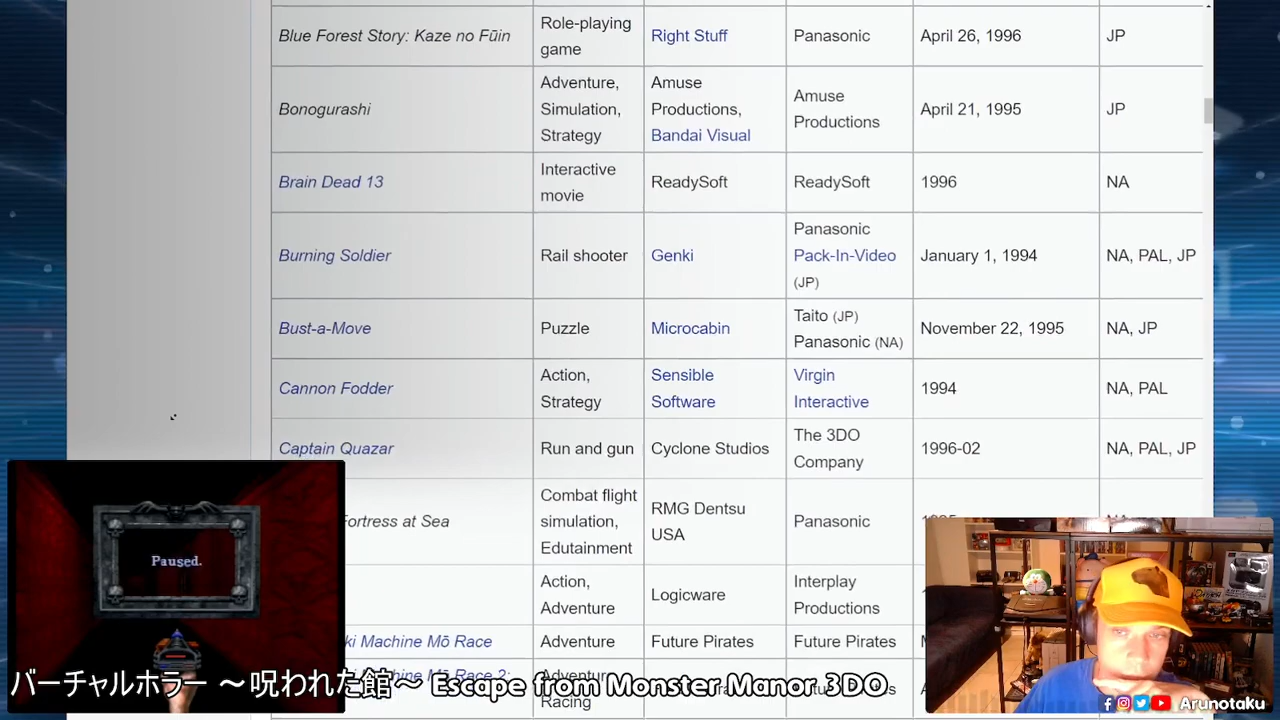 Blue Forest Story: Kaze no Fūin
Role-playing
game
Right Stuff
Panasonic
April 26, 1996
JP
Bonogurashi
Adventure,
Simulation,
Strategy
Amuse
Productions,
Bandai Visual
Amuse
Productions
April 21, 1995
JP
Brain Dead 13
Interactive
movie
ReadySoft
ReadySoft
1996
NA
Burning Soldier
Rail shooter
Genki
Panasonic
Pack-In-Video
(JP)
January 1, 1994
NA, PAL, JP
Bust-a-Move
Puzzle
Microcabin
Taito (JP)
Panasonic (NA)
November 22, 1995
NA, JP
Cannon Fodder
Action,
Strategy
Sensible
Software
Virgin
Interactive
1994
NA, PAL
Captain Quazar
Run and gun
Cyclone Studios
The 3DO
Company
1996-02
NA, PAL, JP
Fortress at Sea
Combat flight
simulation,
Edutainment
RMG Dentsu
USA
Panasonic
Action,
Adventure
Logicware
Interplay
Productions
Machine Mō Race
Adventure
Future Pirates
Future Pirates
Race 2:
Racing
Paused.
バーチャルホラー ～呪われた館～ Escape from Monster Manor 3DO
Arunotaku